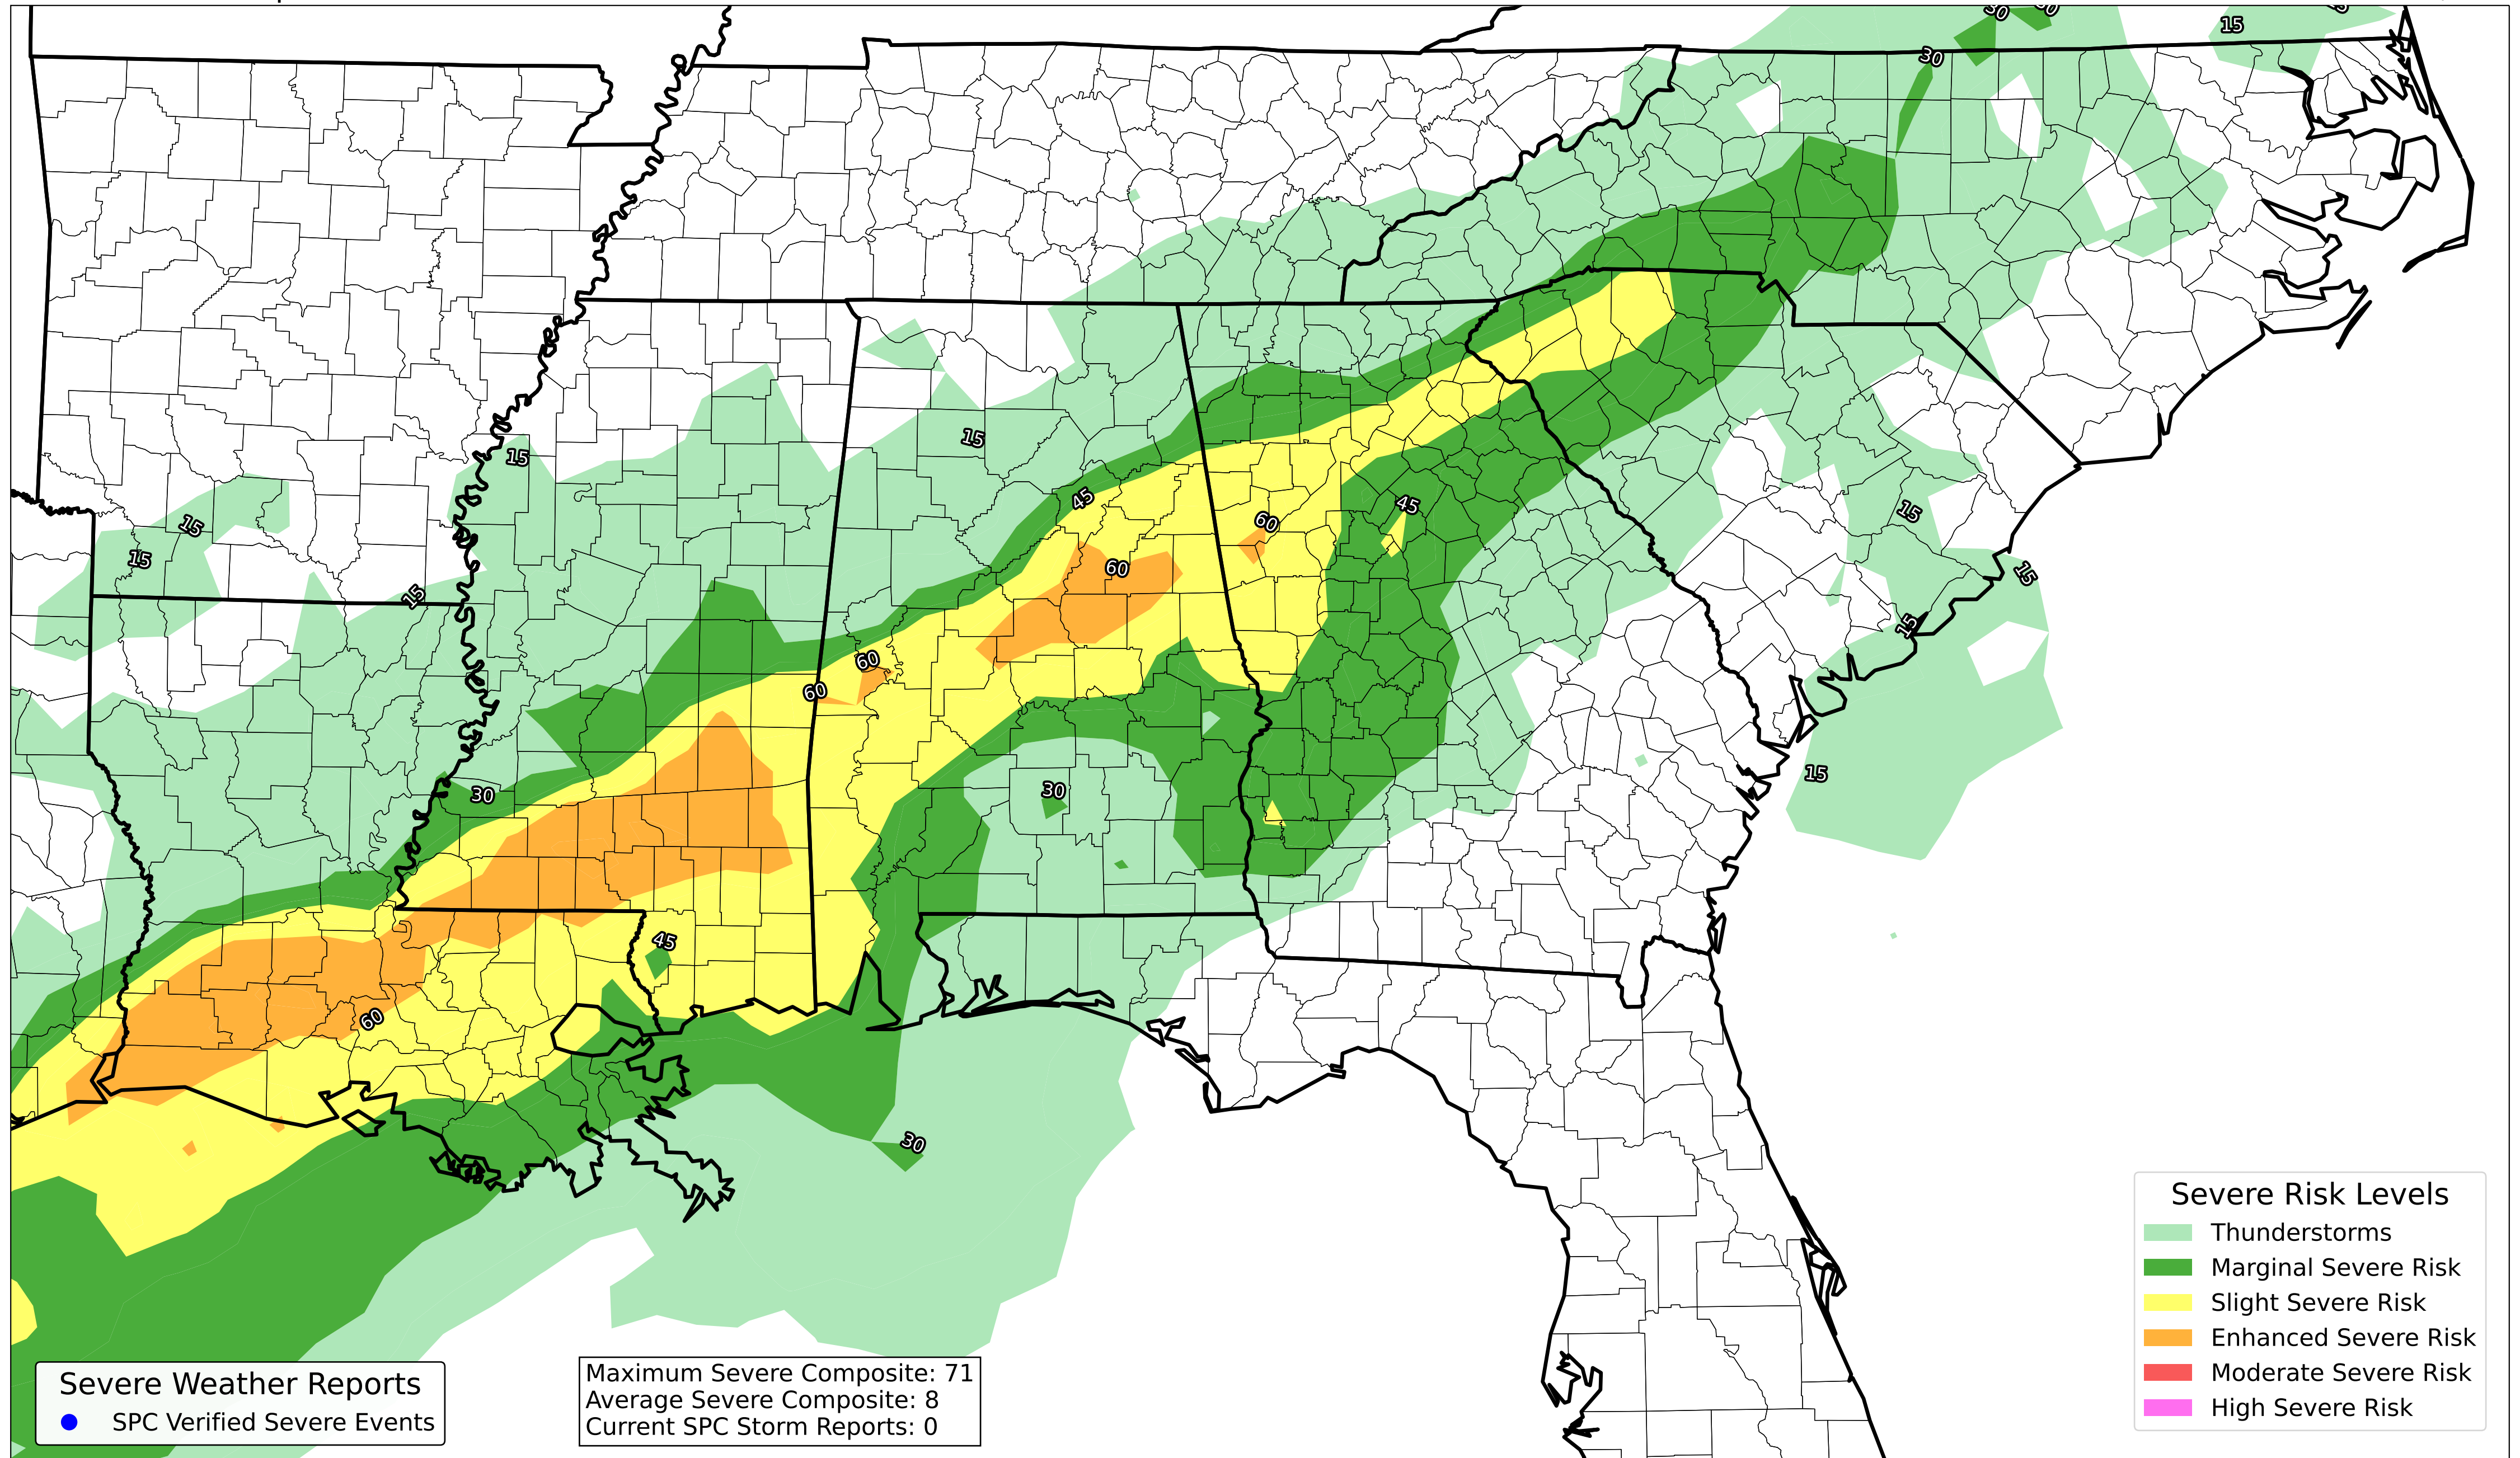 30
30
15
15
30
15
15
45
45
15
60
15
15
60
15
15
15
60
60
15
30
30
45
60
30
Severe Risk Levels
Thunderstorms
Marginal Severe Risk
Slight Severe Risk
Enhanced Severe Risk
Moderate Severe Risk
High Severe Risk
Severe Weather Reports
SPC Verified Severe Events
Maximum Severe Composite: 71
Average Severe Composite: 8
Current SPC Storm Reports: 0